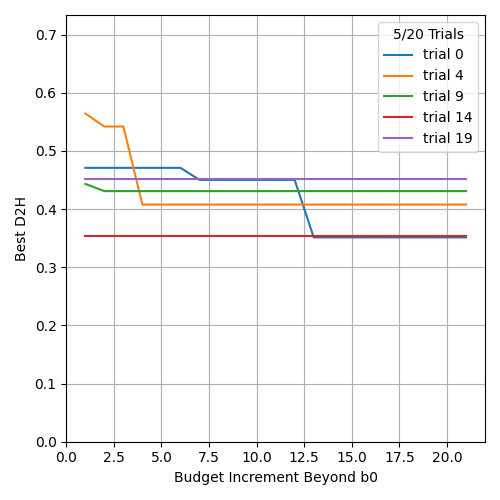 5/20 Trials
trial 0
trial 4
trial 9
trial 14
trial 19
Best D2H
0.7
0.6
0.5
0.4
0.3
0.2
0.1
0.0
0.0 2.5 5.0 7.5 10.0 12.5 15.0 17.5 20.0
Budget Increment Beyond b0